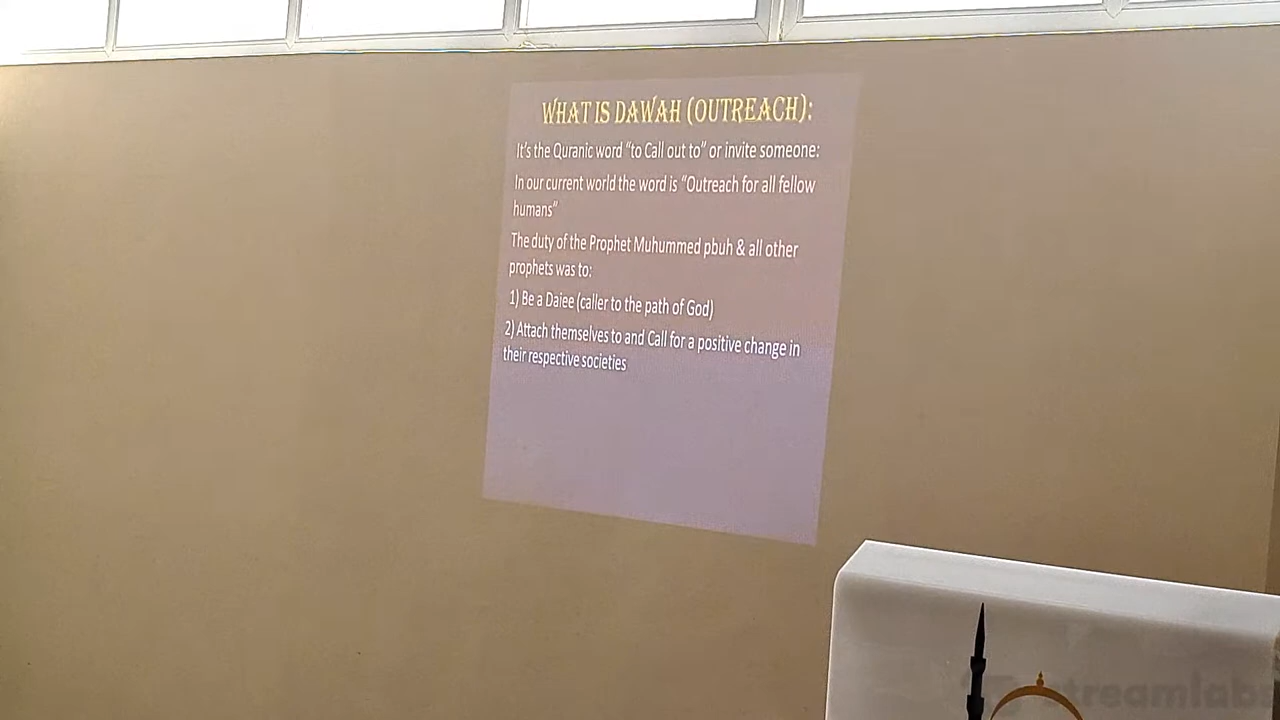 WHAT IS DAWAH (OUTREACH):
It's the Quranic word "to Call out to" or invite someone:
In our current world the word is "Outreach for all fellow
humans"
The duty of the Prophet Muhummed pbuh & all other
prophets was to:
1) Be a Daiee (caller to the path of God)
2) Attach themselves to and Call for a positive change in
their respective societies
streamlabs